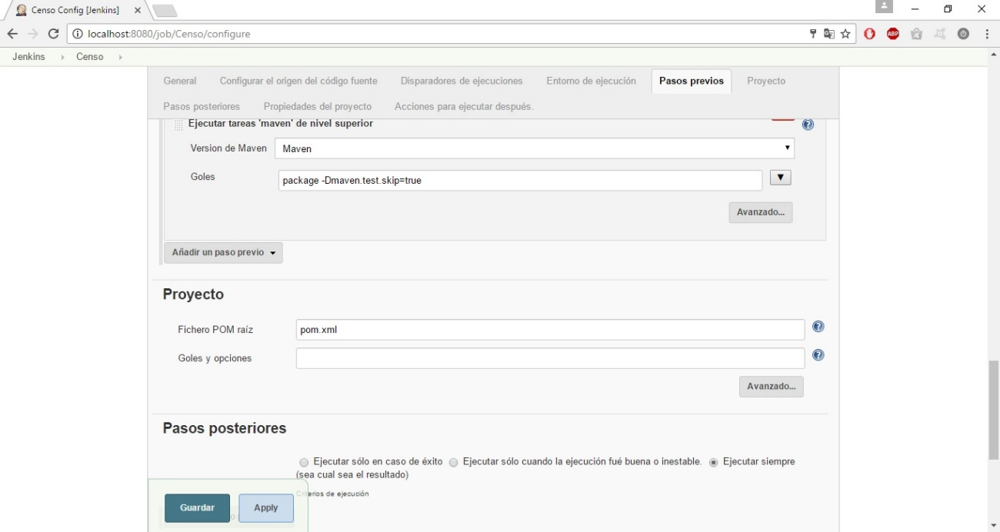 Censo Config [Jenkins]
localhost:8080/job/Censo/configure
ABP
Jenkins Censo
General Configurar el origen del código fuente Disparadores de ejecuciones Entorno de ejecución Pasos previos Proyecto
Pasos posteriores Propiedades del proyecto Acciones para ejecutar después.
Ejecutar tareas 'maven' de nivel superior
Version de Maven Maven
Goles package -Dmaven.test.skip=true
Avanzado...
Añadir un paso previo
Proyecto
Fichero POM raíz pom.xml
Goles y opciones
Avanzado...
Pasos posteriores
Ejecutar sólo en caso de éxito Ejecutar sólo cuando la ejecución fué buena o inestable. Ejecutar siempre
(sea cual sea el resultado)
Criterios de ejecución
Guardar Apply